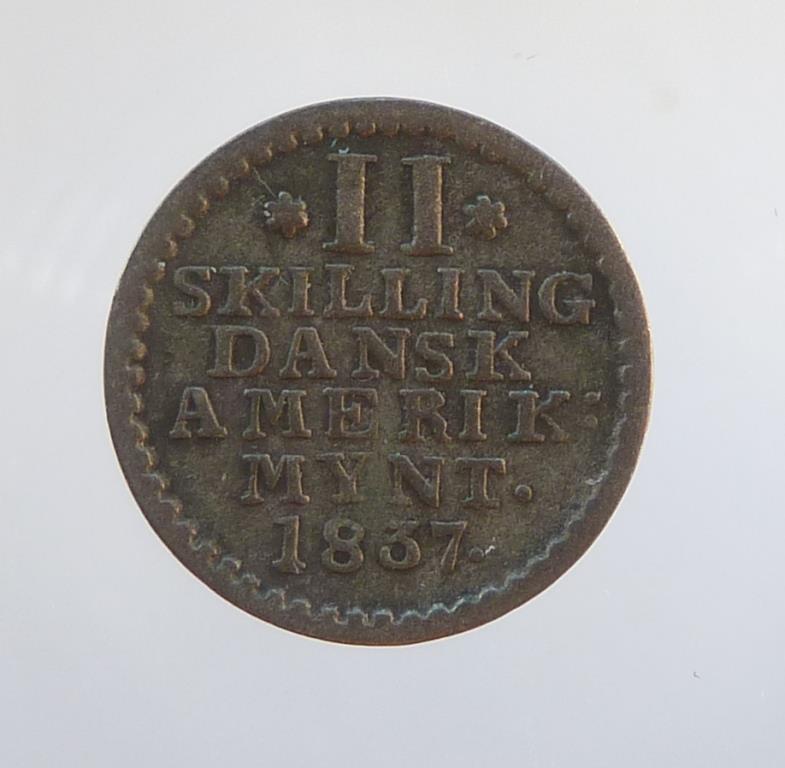 * II *
SKILLING
DANSK
AMERIK:
MYNT.
1837.